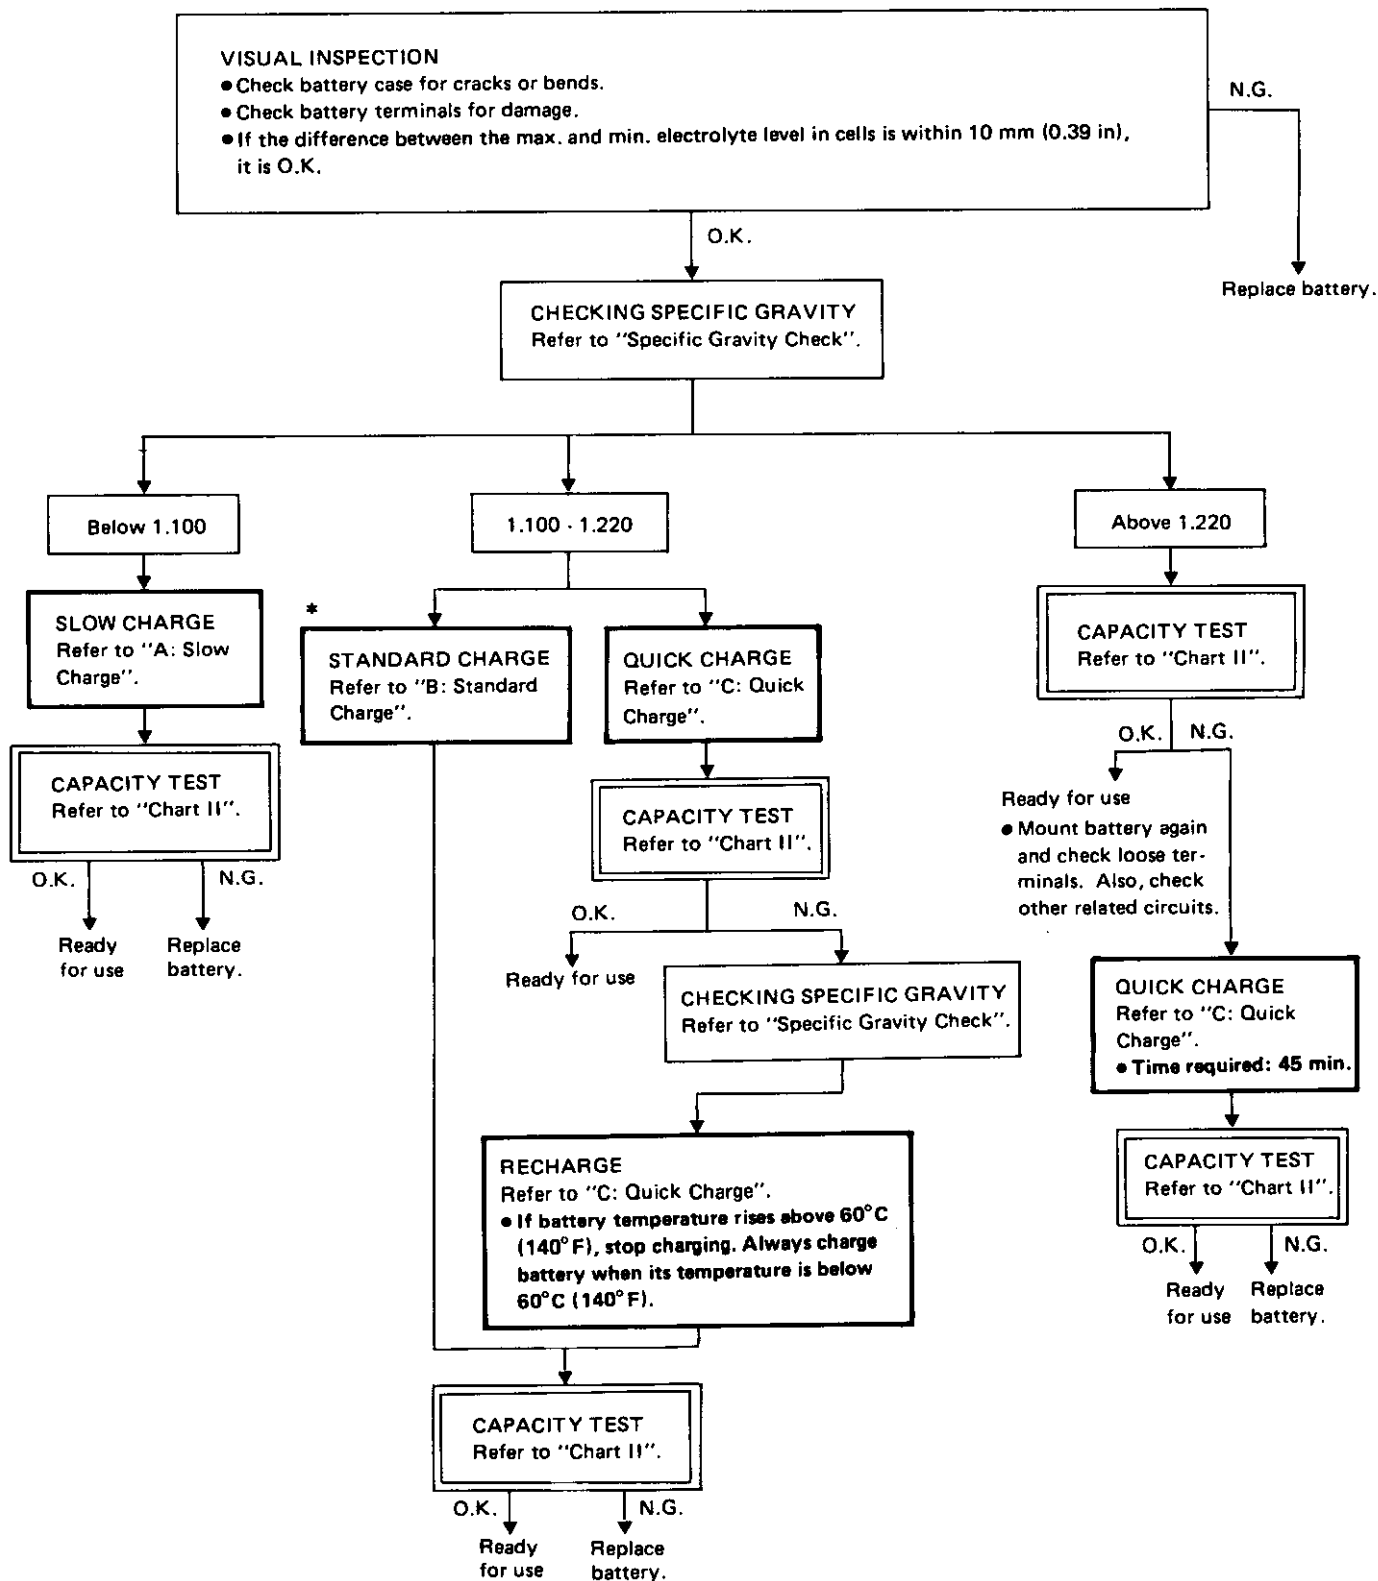 VISUAL INSPECTION
● Check battery case for cracks or bends.
● Check battery terminals for damage.
● If the difference between the max. and min. electrolyte level in cells is within 10 mm (0.39 in),
it is O.K.
N.G.
Replace battery.
O.K.
CHECKING SPECIFIC GRAVITY
Refer to "Specific Gravity Check".
Below 1.100
1.100 - 1.220
Above 1.220
SLOW CHARGE
Refer to "A: Slow
Charge".
CAPACITY TEST
Refer to "Chart II".
O.K.
N.G.
Ready
for use
Replace
battery.
*
STANDARD CHARGE
Refer to "B: Standard
Charge".
QUICK CHARGE
Refer to "C: Quick
Charge".
CAPACITY TEST
Refer to "Chart II".
O.K.
N.G.
Ready for use
CHECKING SPECIFIC GRAVITY
Refer to "Specific Gravity Check".
RECHARGE
Refer to "C: Quick Charge".
● If battery temperature rises above 60°C
(140°F), stop charging. Always charge
battery when its temperature is below
60°C (140°F).
CAPACITY TEST
Refer to "Chart II".
O.K.
N.G.
Ready
for use
Replace
battery.
CAPACITY TEST
Refer to "Chart II".
O.K.
N.G.
Ready for use
● Mount battery again
and check loose ter-
minals. Also, check
other related circuits.
QUICK CHARGE
Refer to "C: Quick
Charge".
● Time required: 45 min.
CAPACITY TEST
Refer to "Chart II".
O.K.
N.G.
Ready
for use
Replace
battery.